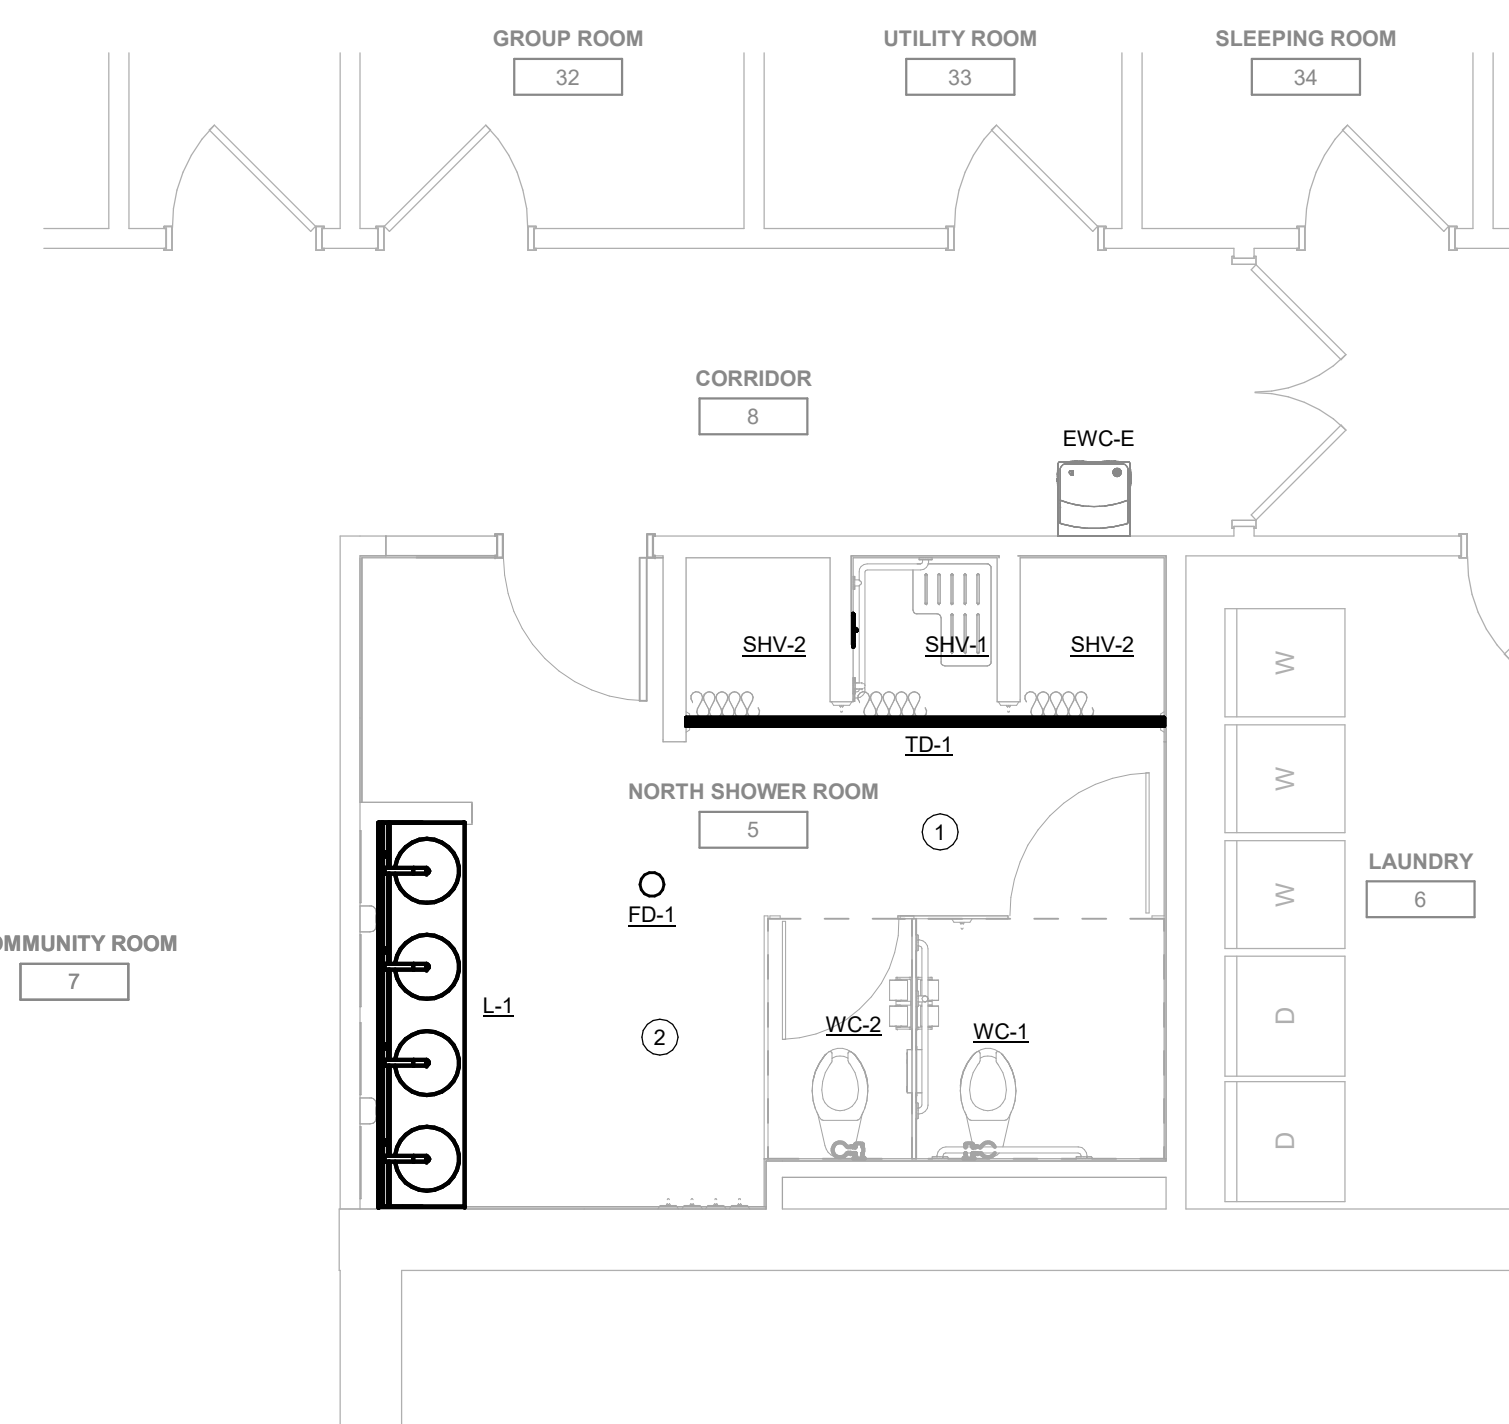 GROUP ROOM
32
UTILITY ROOM
33
SLEEPING ROOM
34
CORRIDOR
8
EWC-E
SHV-2
SHV-1
SHV-2
TD-1
NORTH SHOWER ROOM
5
1
FD-1
LAUNDRY
6
W
W
W
D
D
OMMUNITY ROOM
7
L-1
2
WC-2
WC-1